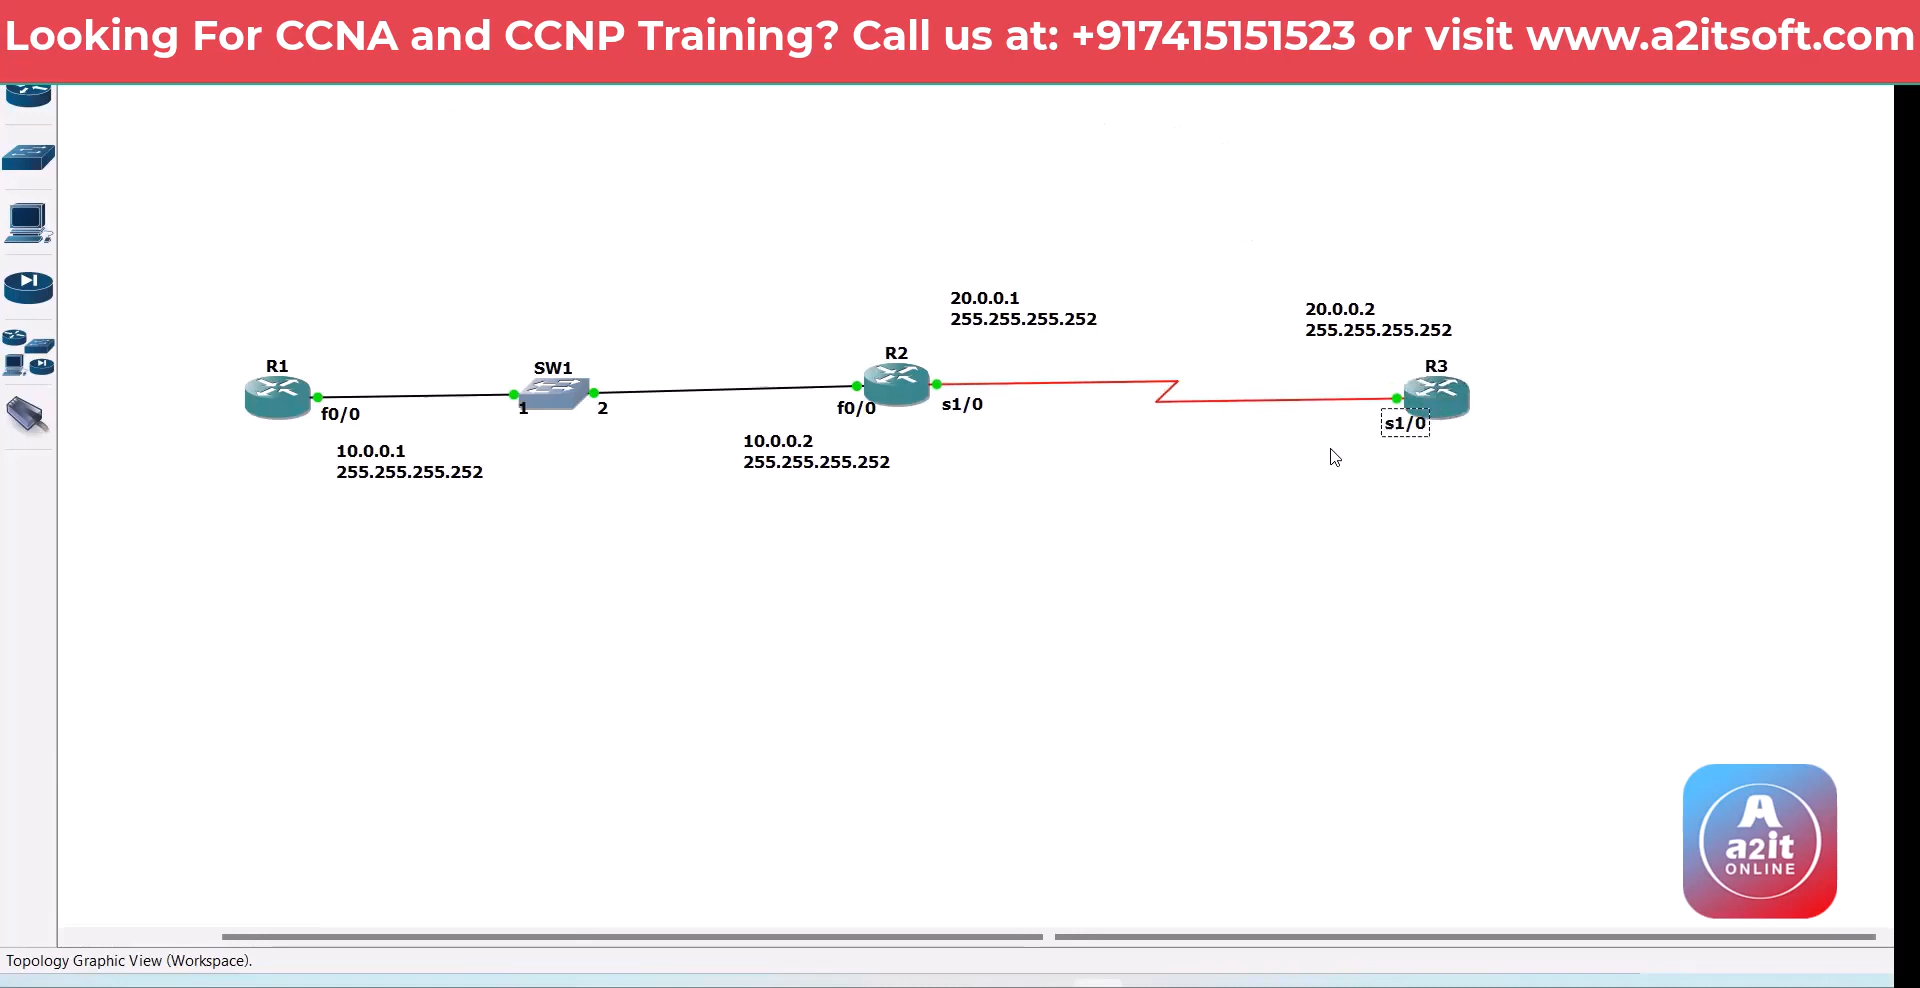 Looking For CCNA and CCNP Training? Call us at: +917415151523 or visit www.a2itsoft.com
20.0.0.1
255.255.255.252
20.0.0.2
255.255.255.252
R1
SW1
R2
R3
f0/0
1
2
f0/0
s1/0
s1/0
10.0.0.1
255.255.255.252
10.0.0.2
255.255.255.252
A
a2it
ONLINE
Topology Graphic View (Workspace).